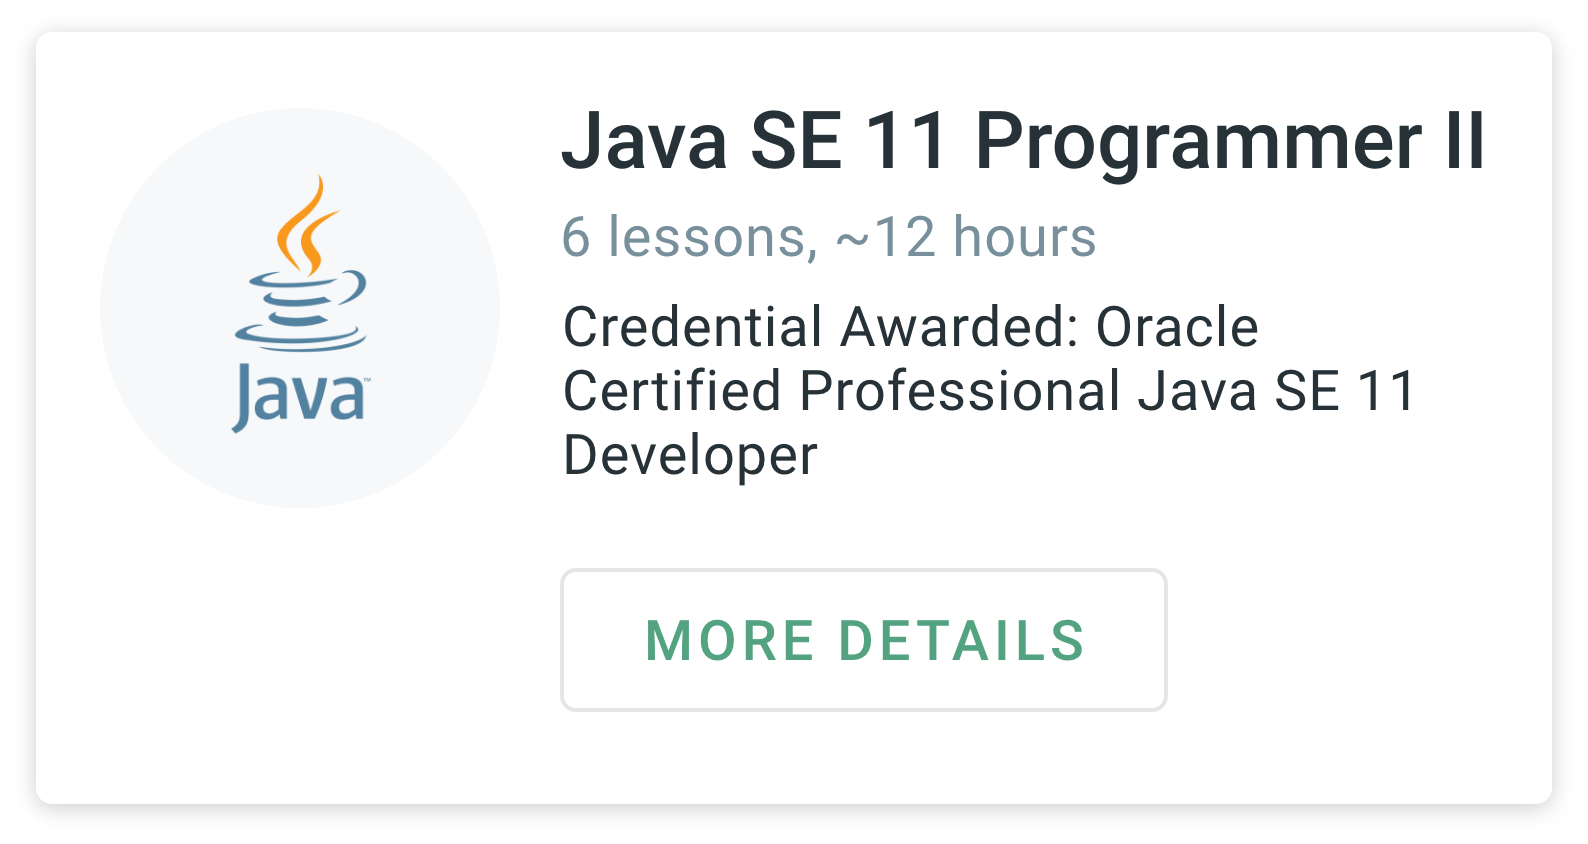 Java SE 11 Programmer II
6 lessons, ~12 hours
Credential Awarded: Oracle
Certified Professional Java SE 11
Developer
Java™
MORE DETAILS